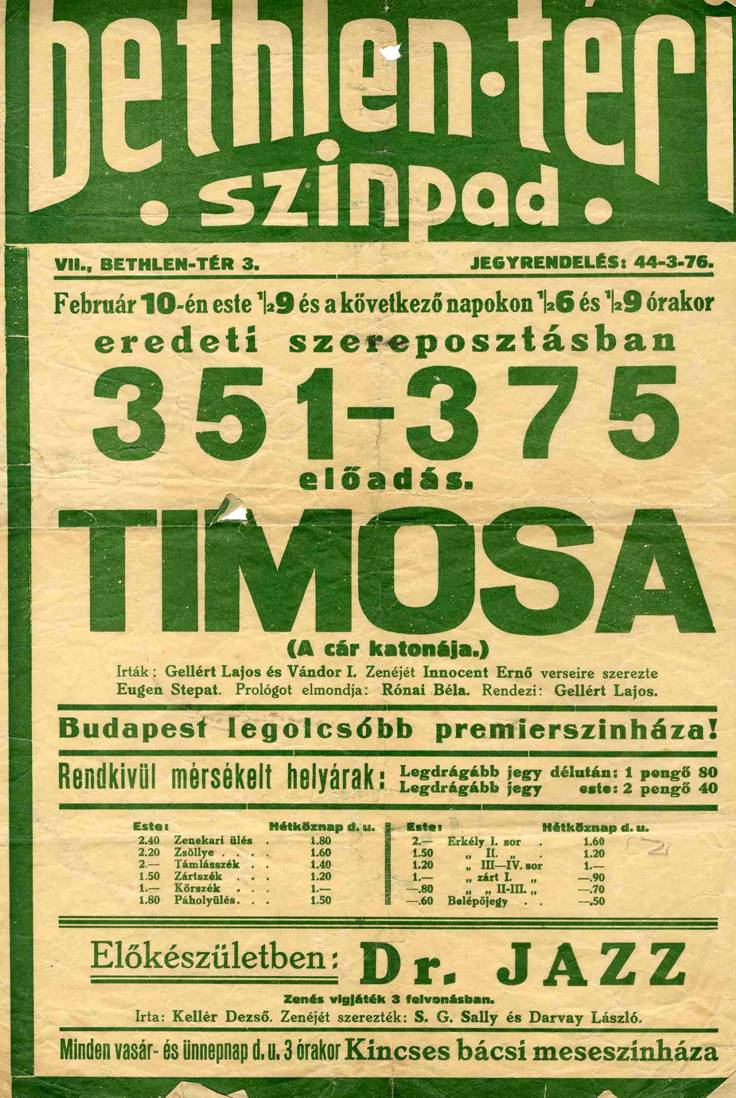 bethlen-téri
• szinpad •
VII., BETHLEN-TÉR 3. JEGYRENDELÉS: 44-3-76.
Február 10-én este ½9 és a következő napokon ½6 és ½9 órakor
eredeti szereposztásban
351-375
előadás.
TIMOSA
(A cár katonája.)
Irták: Gellért Lajos és Vándor I. Zenéjét Innocent Ernő verseire szerezte
Eugen Stepat. Prológot elmondja: Rónai Béla. Rendezi: Gellért Lajos.
Budapest legolcsóbb premierszinháza!
Rendkivül mérsékelt helyárak:
Legdrágább jegy délután: 1 pengő 80
Legdrágább jegy este: 2 pengő 40
Este: Hétköznap d. u.
2.40 Zenekari ülés . 1.80
2.20 Zsöllye . . . . 1.60
2.— Támlásszék . 1.40
1.50 Zártszék . . . 1.20
1.— Körszék . . . 1.—
1.80 Páholyülés. . . 1.50
Este: Hétköznap d. u.
2.— Erkély I. sor . 1.60
1.50 „ II. „ . 1.20
1.20 „ III—IV. sor 1.—
1.— „ zárt I. „ —.90
—.80 „ „ II-III. „ —.70
—.60 Belépőjegy . . —.50
Előkészületben: Dr. JAZZ
Zenés vigjáték 3 felvonásban.
Irta: Kellér Dezső. Zenéjét szerezték: S. G. Sally és Darvay László.
Minden vasár- és ünnepnap d. u. 3 órakor Kincses bácsi meseszínháza